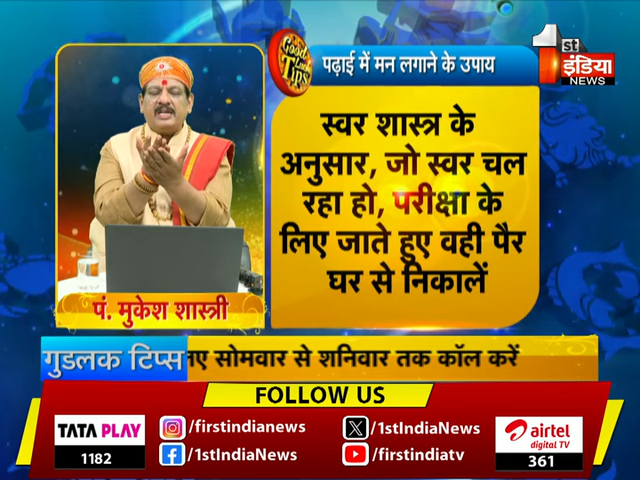 Good
Luck
Tips
पढ़ाई में मन लगाने के उपाय
1st
इंडिया
NEWS
स्वर शास्त्र के
अनुसार, जो स्वर चल
रहा हो, परीक्षा के
लिए जाते हुए वही पैर
घर से निकालें
पं. मुकेश शास्त्री
गुडलक टिप्स
सोमवार से शनिवार तक कॉल करें
FOLLOW US
TATA PLAY
1182
/firstindianews
/1stIndiaNews
/1stIndiaNews
/firstindiatv
airtel
digital TV
361